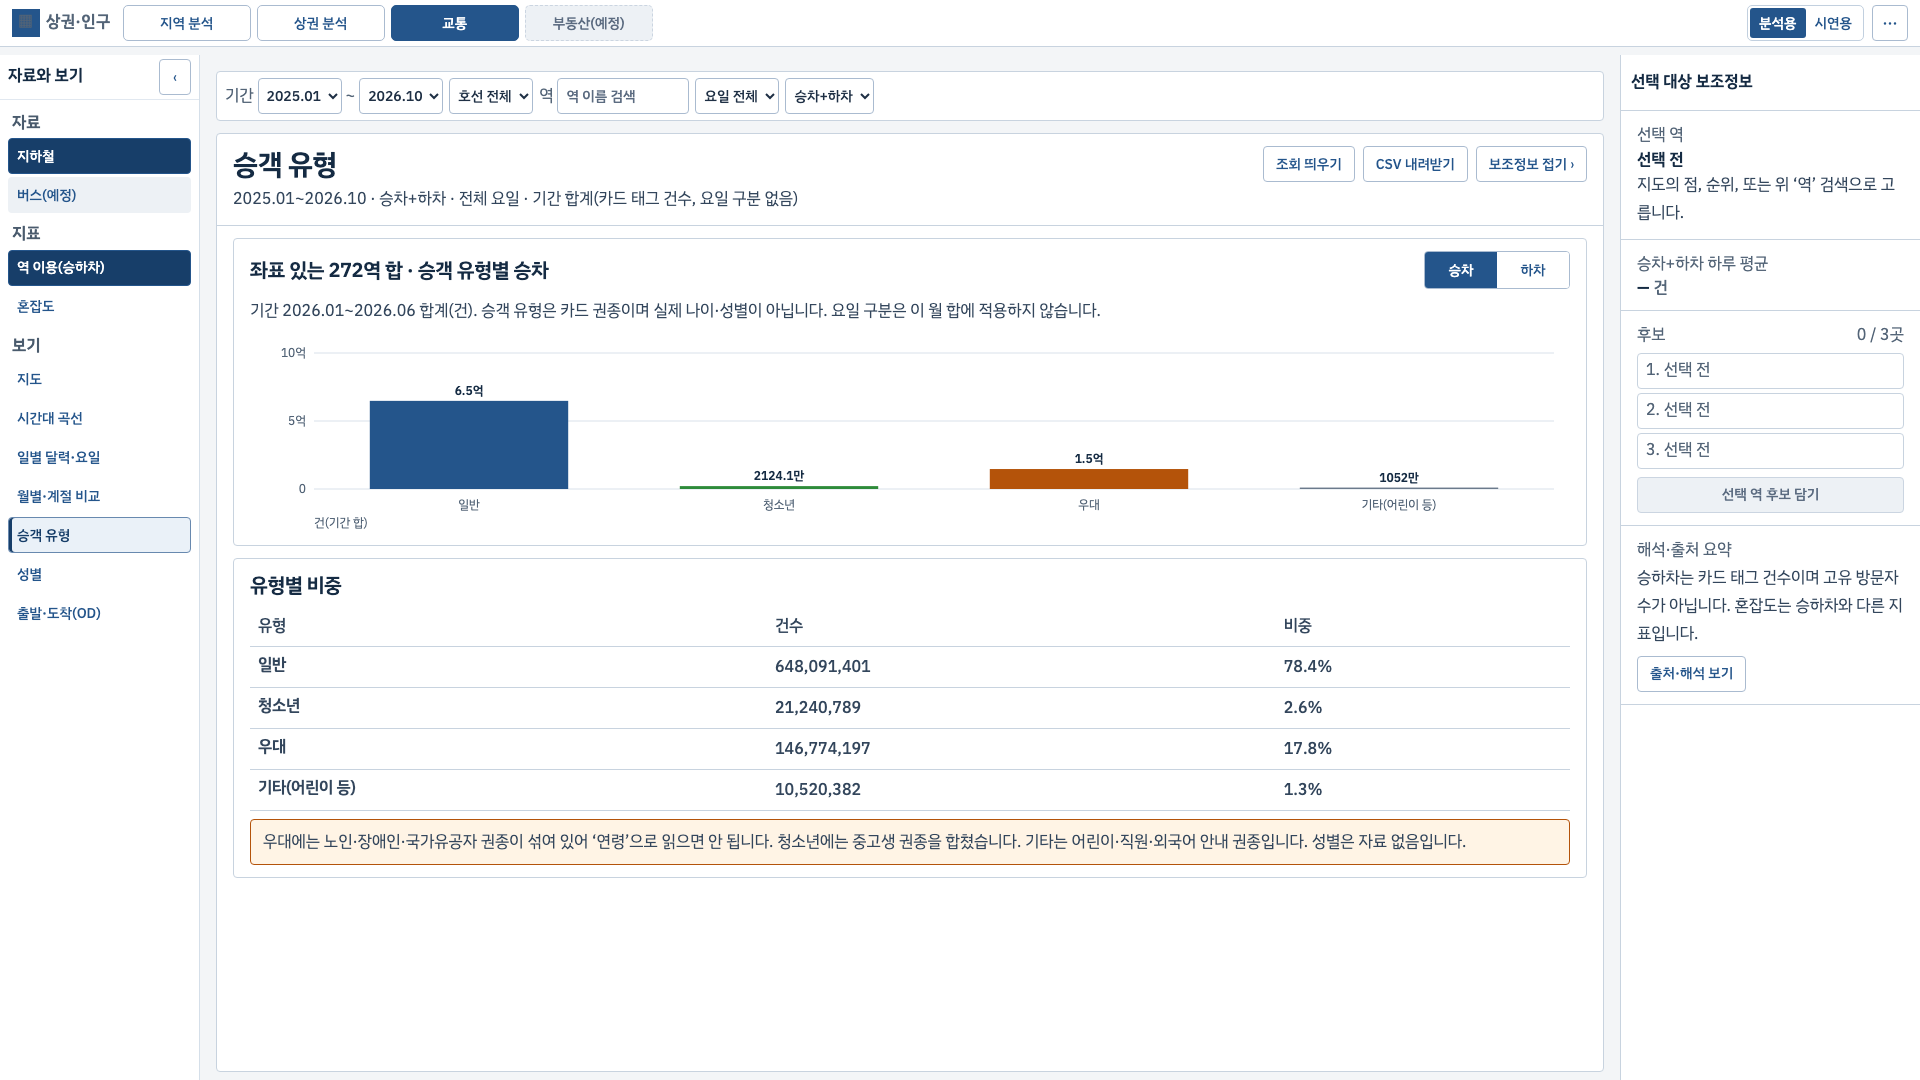 상권·인구
지역 분석
상권 분석
교통
부동산(예정)
분석용
시연용
···
자료와 보기
‹
자료
지하철
버스(예정)
지표
역 이용(승하차)
혼잡도
보기
지도
시간대 곡선
일별 달력·요일
월별·계절 비교
승객 유형
성별
출발·도착(OD)
기간 2025.01 ~ 2026.10 호선 전체 역 역 이름 검색 요일 전체 승차+하차
승객 유형
2025.01~2026.10 · 승차+하차 · 전체 요일 · 기간 합계(카드 태그 건수, 요일 구분 없음)
조회 띄우기
CSV 내려받기
보조정보 접기 ›
좌표 있는 272역 합 · 승객 유형별 승차
승차
하차
기간 2026.01~2026.06 합계(건). 승객 유형은 카드 권종이며 실제 나이·성별이 아닙니다. 요일 구분은 이 월 합에 적용하지 않습니다.
10억
5억
0
6.5억
2124.1만
1.5억
1052만
일반
청소년
우대
기타(어린이 등)
건(기간 합)
유형별 비중
유형 건수 비중
일반 648,091,401 78.4%
청소년 21,240,789 2.6%
우대 146,774,197 17.8%
기타(어린이 등) 10,520,382 1.3%
우대에는 노인·장애인·국가유공자 권종이 섞여 있어 ‘연령’으로 읽으면 안 됩니다. 청소년에는 중고생 권종을 합쳤습니다. 기타는 어린이·직원·외국어 안내 권종입니다. 성별은 자료 없음입니다.
선택 대상 보조정보
선택 역
선택 전
지도의 점, 순위, 또는 위 ‘역’ 검색으로 고
릅니다.
승차+하차 하루 평균
— 건
후보 0 / 3곳
1. 선택 전
2. 선택 전
3. 선택 전
선택 역 후보 담기
해석·출처 요약
승하차는 카드 태그 건수이며 고유 방문자
수가 아닙니다. 혼잡도는 승하차와 다른 지
표입니다.
출처·해석 보기